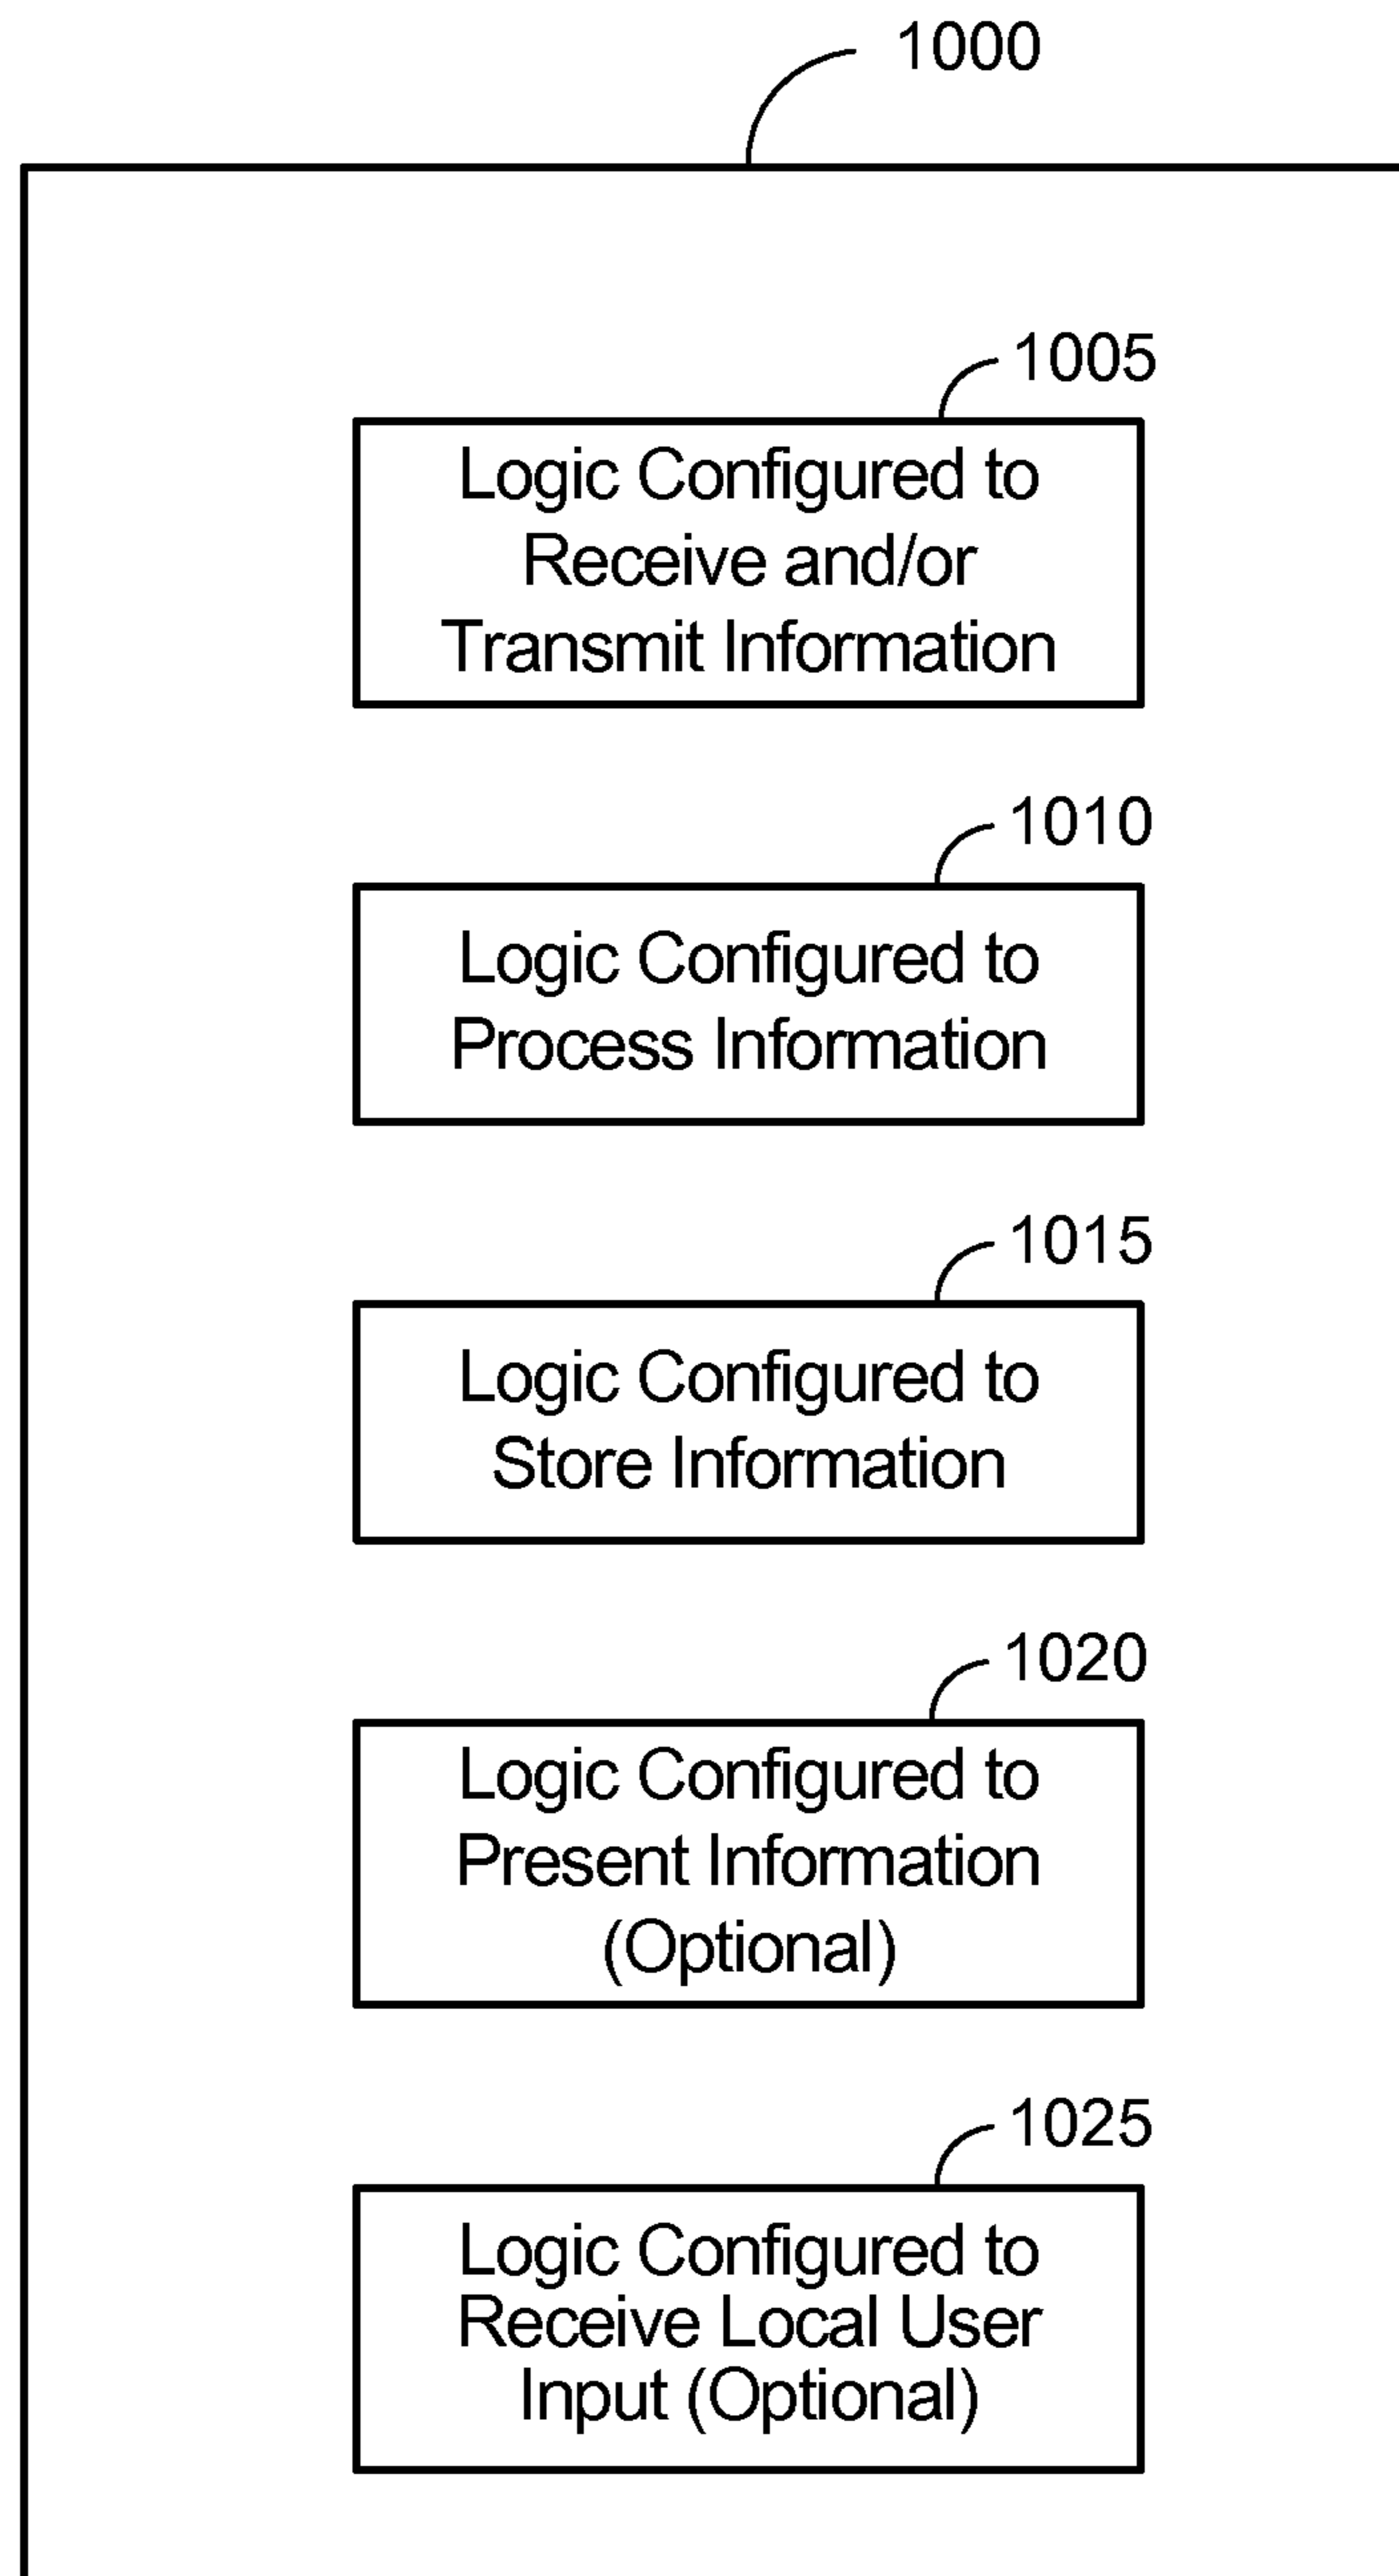 1000
1005
Logic Configured to
Receive and/or
Transmit Information
1010
Logic Configured to
Process Information
1015
Logic Configured to
Store Information
1020
Logic Configured to
Present Information
(Optional)
1025
Logic Configured to
Receive Local User
Input (Optional)